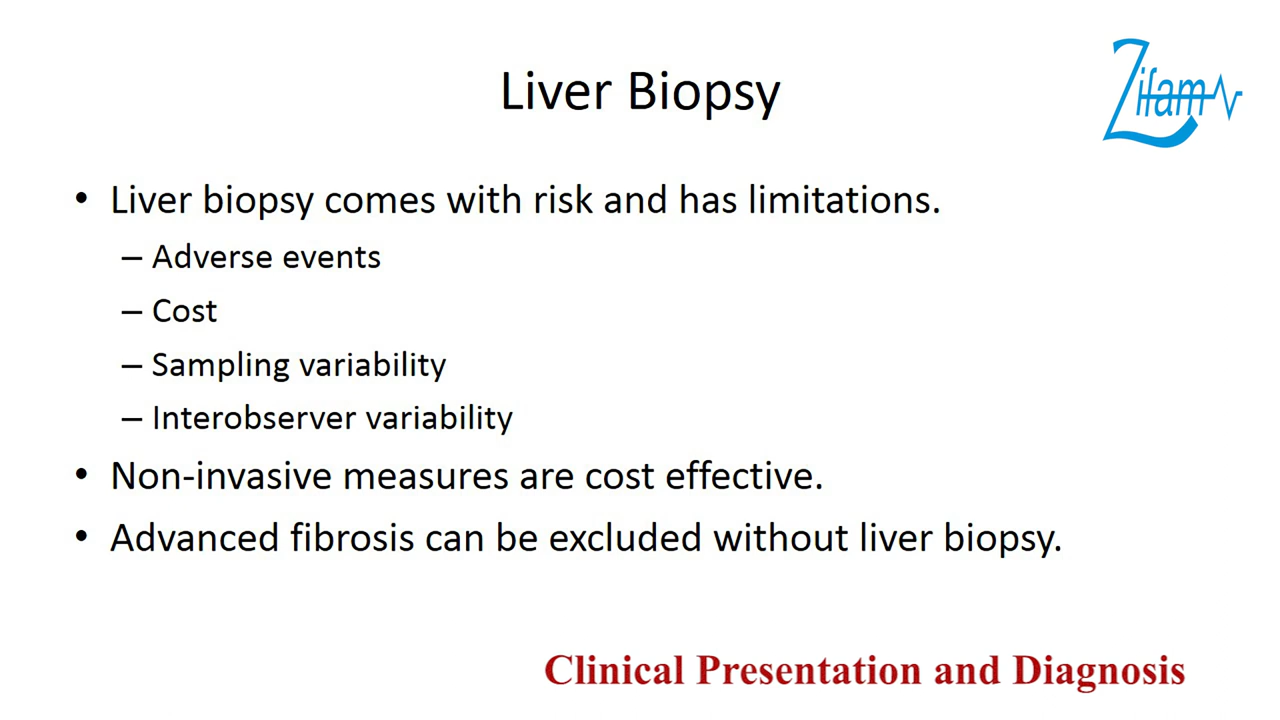 Liver Biopsy
Zifam
• Liver biopsy comes with risk and has limitations.
– Adverse events
– Cost
– Sampling variability
– Interobserver variability
• Non-invasive measures are cost effective.
• Advanced fibrosis can be excluded without liver biopsy.
Clinical Presentation and Diagnosis